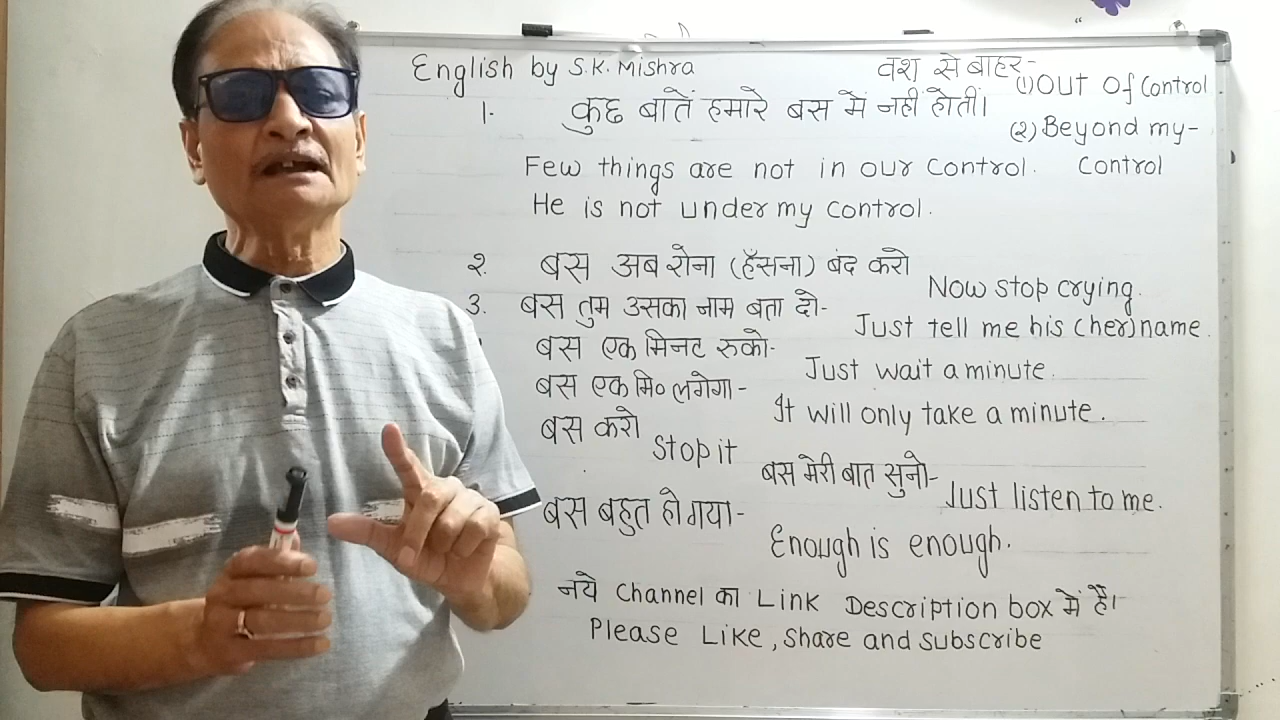 English by S.K. Mishra
वश से बाहर-
(1) Out of Control
1. कुछ बातें हमारे बस में नहीं होतीं।
(२) Beyond my-
Control
Few things are not in our control.
He is not under my control.
२. बस अब रोना (हँसना) बंद करो
Now stop crying.
3. बस तुम उसका नाम बता दो-
Just tell me his (her) name.
बस एक मिनट रुको-
Just wait a minute.
बस एक मि० लगेगा-
It will only take a minute.
बस करो
Stop it
बस मेरी बात सुनो-
Just listen to me.
बस बहुत हो गया-
Enough is enough.
नये Channel का Link Description box में है।
Please Like, Share and Subscribe